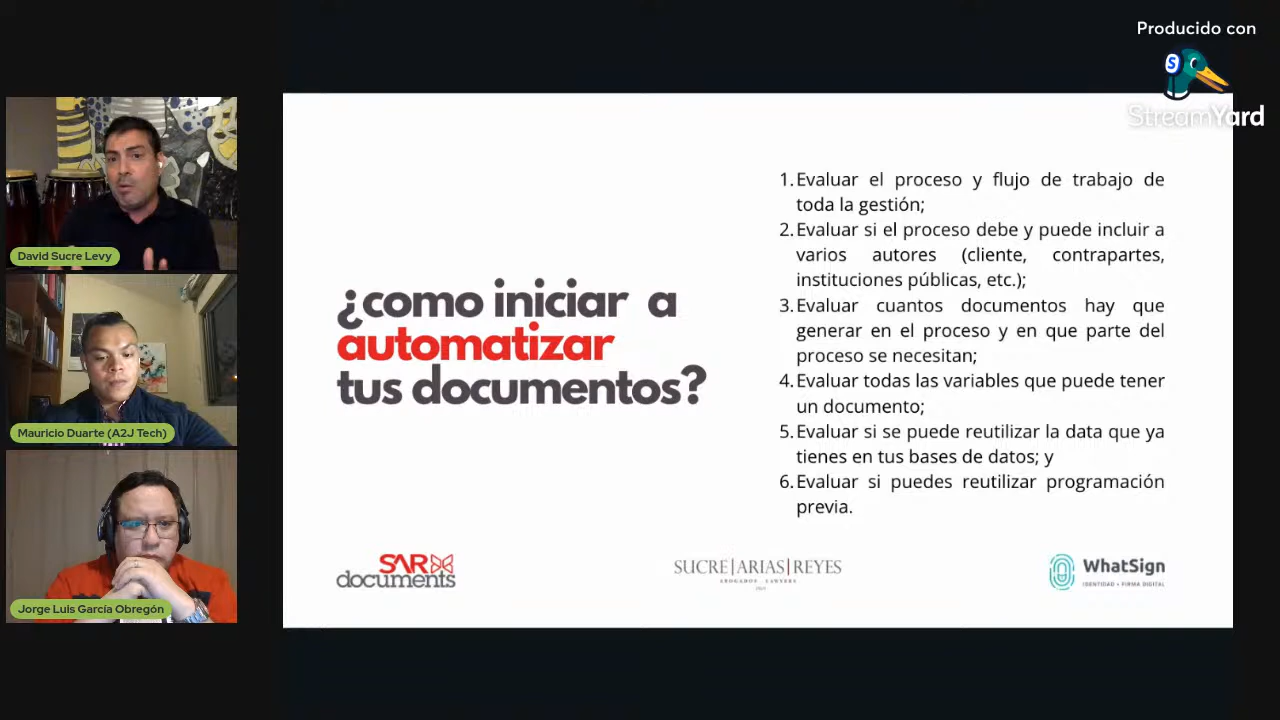 Producido con
StreamYard
David Sucre Levy
Mauricio Duarte (A2J Tech)
Jorge Luis García Obregón
¿como iniciar a
automatizar
tus documentos?
1. Evaluar el proceso y flujo de trabajo de
toda la gestión;
2. Evaluar si el proceso debe y puede incluir a
varios autores (cliente, contrapartes,
instituciones públicas, etc.);
3. Evaluar cuantos documentos hay que
generar en el proceso y en que parte del
proceso se necesitan;
4. Evaluar todas las variables que puede tener
un documento;
5. Evaluar si se puede reutilizar la data que ya
tienes en tus bases de datos; y
6. Evaluar si puedes reutilizar programación
previa.
SAR
documents
SUCRE|ARIAS|REYES
ABOGADOS - LAWYERS
WhatSign
IDENTIDAD + FIRMA DIGITAL